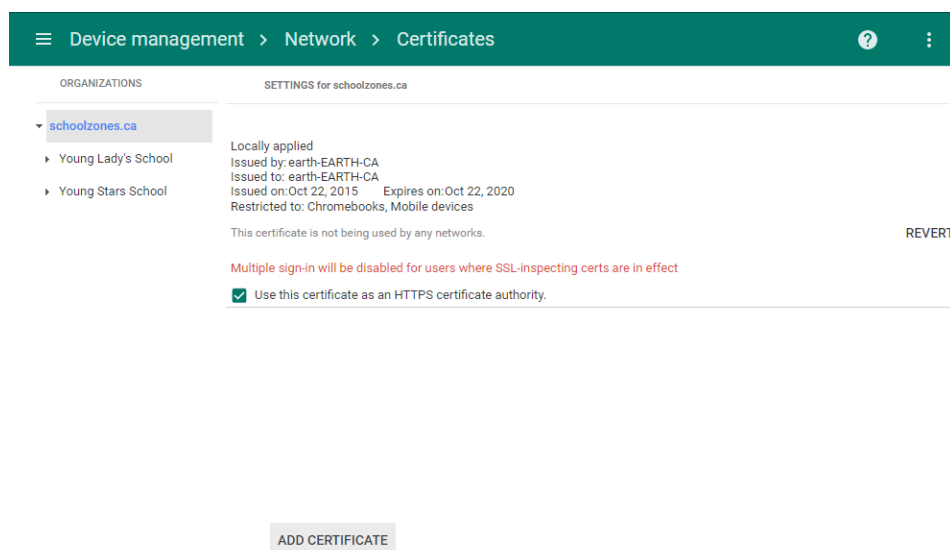 Device management > Network > Certificates
ORGANIZATIONS
SETTINGS for schoolzones.ca
schoolzones.ca
Young Lady's School
Young Stars School
Locally applied
Issued by: earth-EARTH-CA
Issued to: earth-EARTH-CA
Issued on:Oct 22, 2015 Expires on:Oct 22, 2020
Restricted to: Chromebooks, Mobile devices
This certificate is not being used by any networks.
REVERT
Multiple sign-in will be disabled for users where SSL-inspecting certs are in effect
Use this certificate as an HTTPS certificate authority.
ADD CERTIFICATE